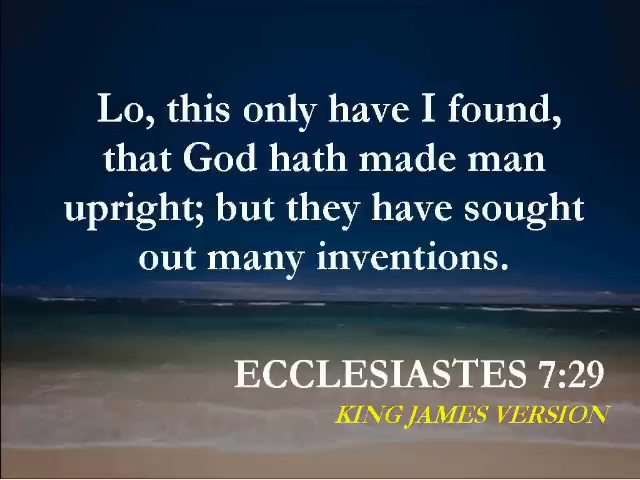 Lo, this only have I found,
that God hath made man
upright; but they have sought
out many inventions.
ECCLESIASTES 7:29
KING JAMES VERSION